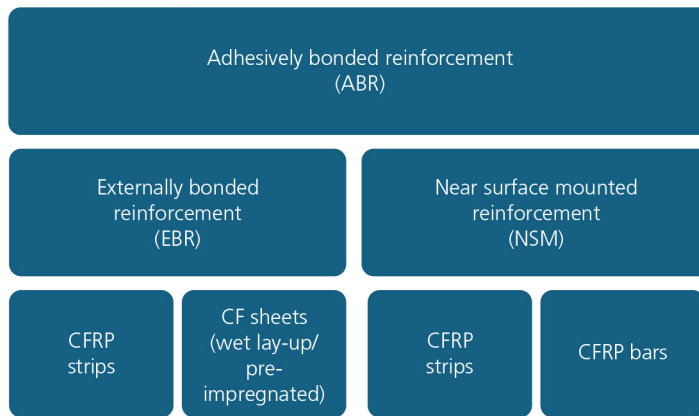 Adhesively bonded reinforcement
(ABR)
Externally bonded
reinforcement
(EBR)
Near surface mounted
reinforcement
(NSM)
CFRP
strips
CF sheets
(wet lay-up/
pre-
impregnated)
CFRP
strips
CFRP bars